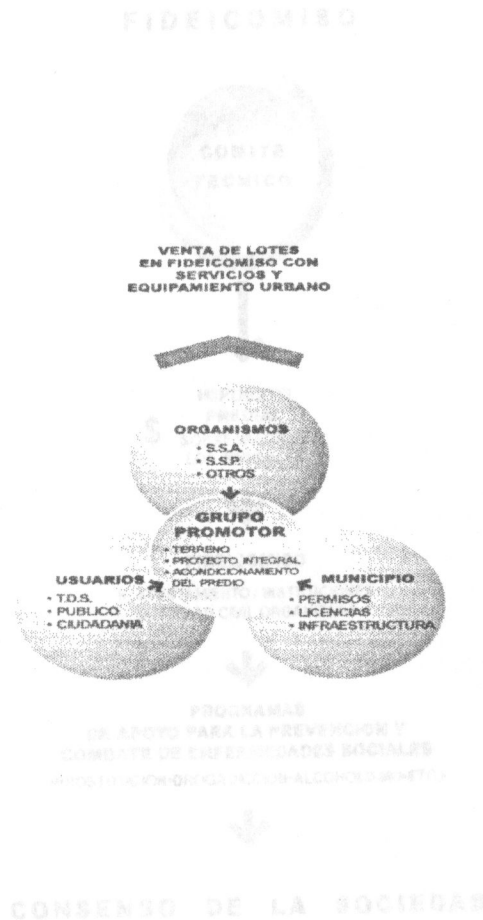 FIDEICOMISO
COMITE
TECNICO
VENTA DE LOTES
EN FIDEICOMISO CON
SERVICIOS Y
EQUIPAMIENTO URBANO
ORGANISMOS
• S.S.A.
• S.S.P.
• OTROS
GRUPO
PROMOTOR
• TERRENO
• PROYECTO INTEGRAL
• ACONDICIONAMIENTO
DEL PREDIO
USUARIOS
• T.D.S.
• PUBLICO
• CIUDADANIA
MUNICIPIO
• PERMISOS
• LICENCIAS
• INFRAESTRUCTURA
PROGRAMAS
DE APOYO PARA LA PREVENCION Y
COMBATE DE ENFERMEDADES SOCIALES
CONSENSO DE LA SOCIEDAD